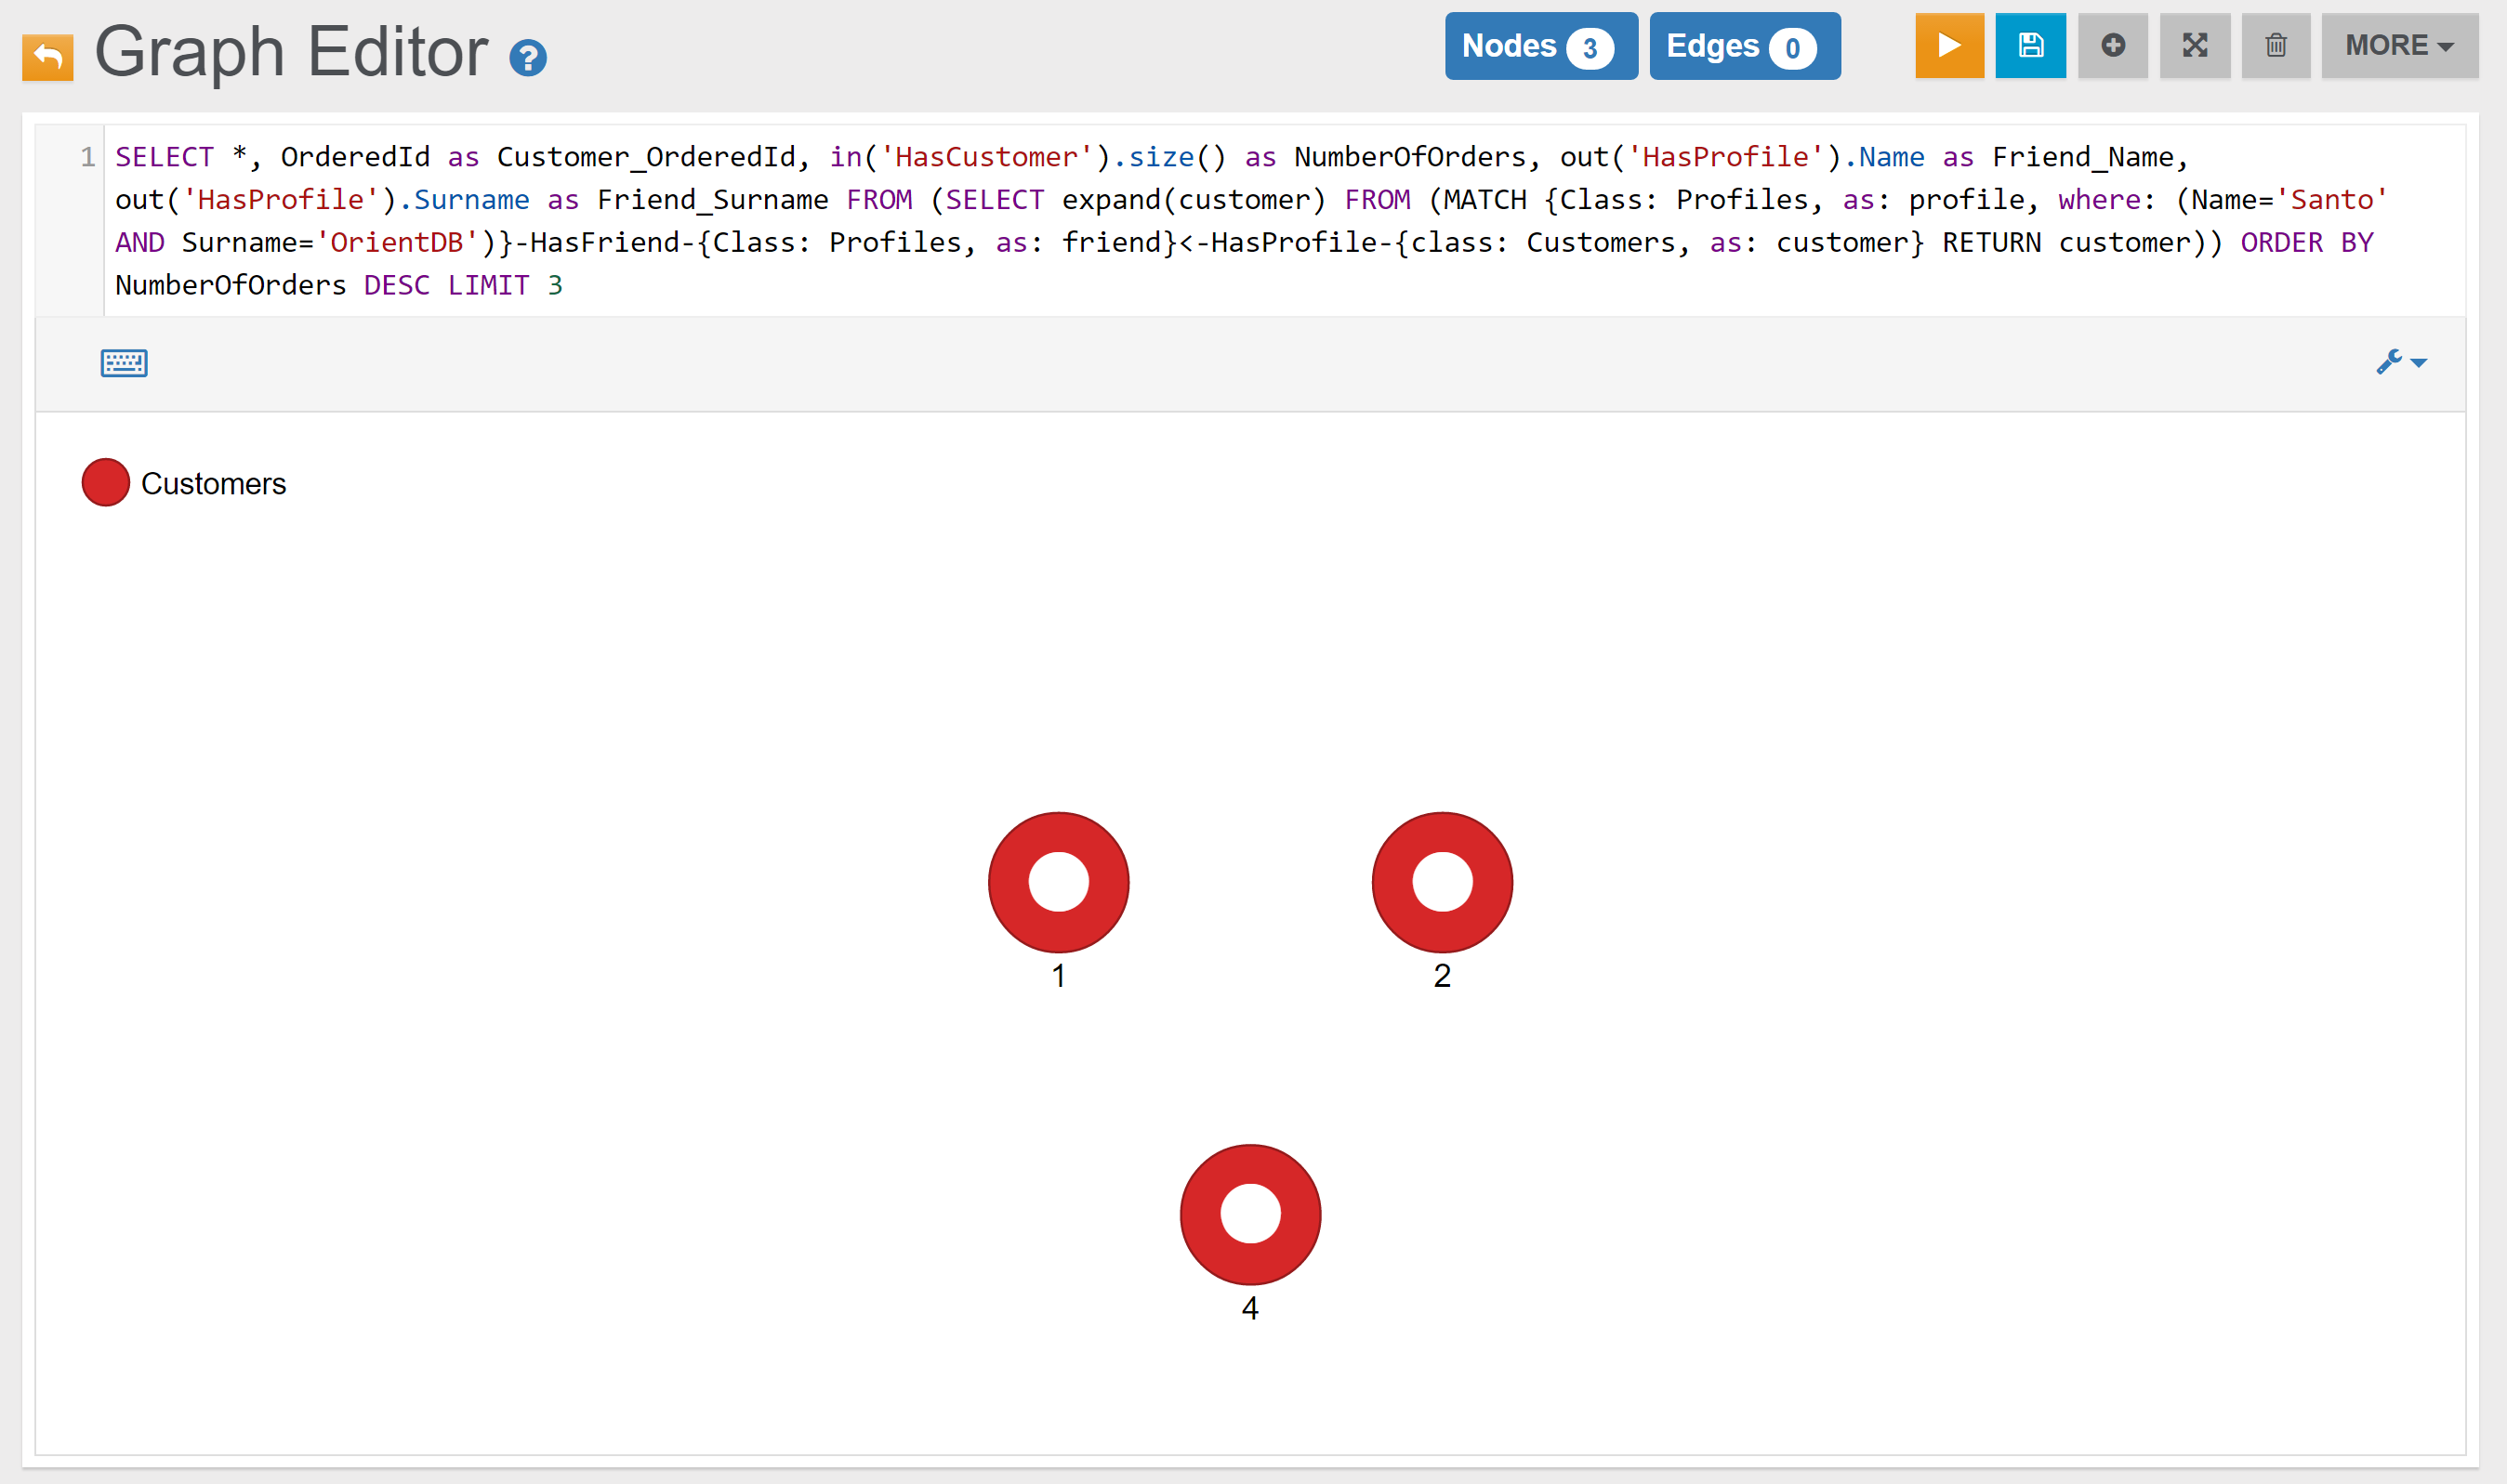 Graph Editor ?
Nodes 3 Edges 0 MORE
1 SELECT *, OrderedId as Customer_OrderedId, in('HasCustomer').size() as NumberOfOrders, out('HasProfile').Name as Friend_Name,
out('HasProfile').Surname as Friend_Surname FROM (SELECT expand(customer) FROM (MATCH {Class: Profiles, as: profile, where: (Name='Santo'
AND Surname='OrientDB')}-HasFriend-{Class: Profiles, as: friend}<-HasProfile-{class: Customers, as: customer} RETURN customer)) ORDER BY
NumberOfOrders DESC LIMIT 3
Customers
1
2
4